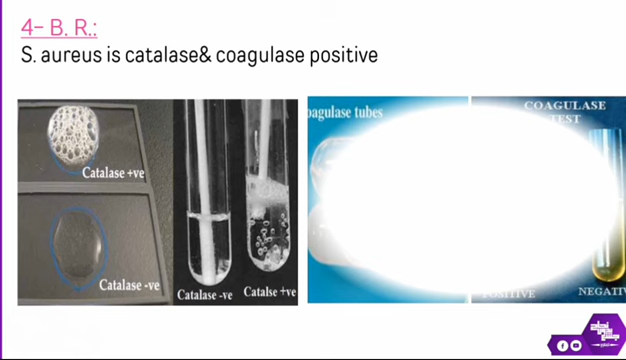 4- B. R.:
S. aureus is catalase& coagulase positive
oagulase tubes
COAGULASE
TEST
Catalase +ve
Catalase -ve
Catalase -ve
Catalse +ve
POSITIVE
NEGATIV